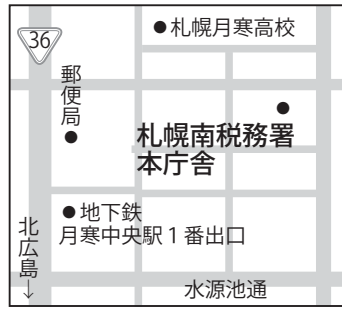 36
●札幌月寒高校
郵便局
●
●
札幌南税務署
本庁舎
●地下鉄
月寒中央駅1番出口
北広島↓
水源池通